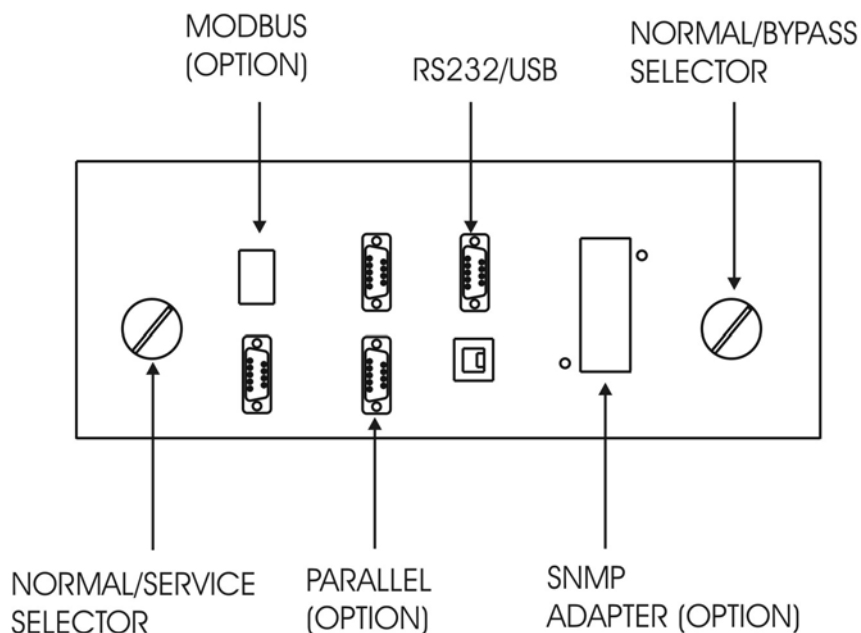 MODBUS
(OPTION)
RS232/USB
NORMAL/BYPASS
SELECTOR
NORMAL/SERVICE
SELECTOR
PARALLEL
(OPTION)
SNMP
ADAPTER (OPTION)